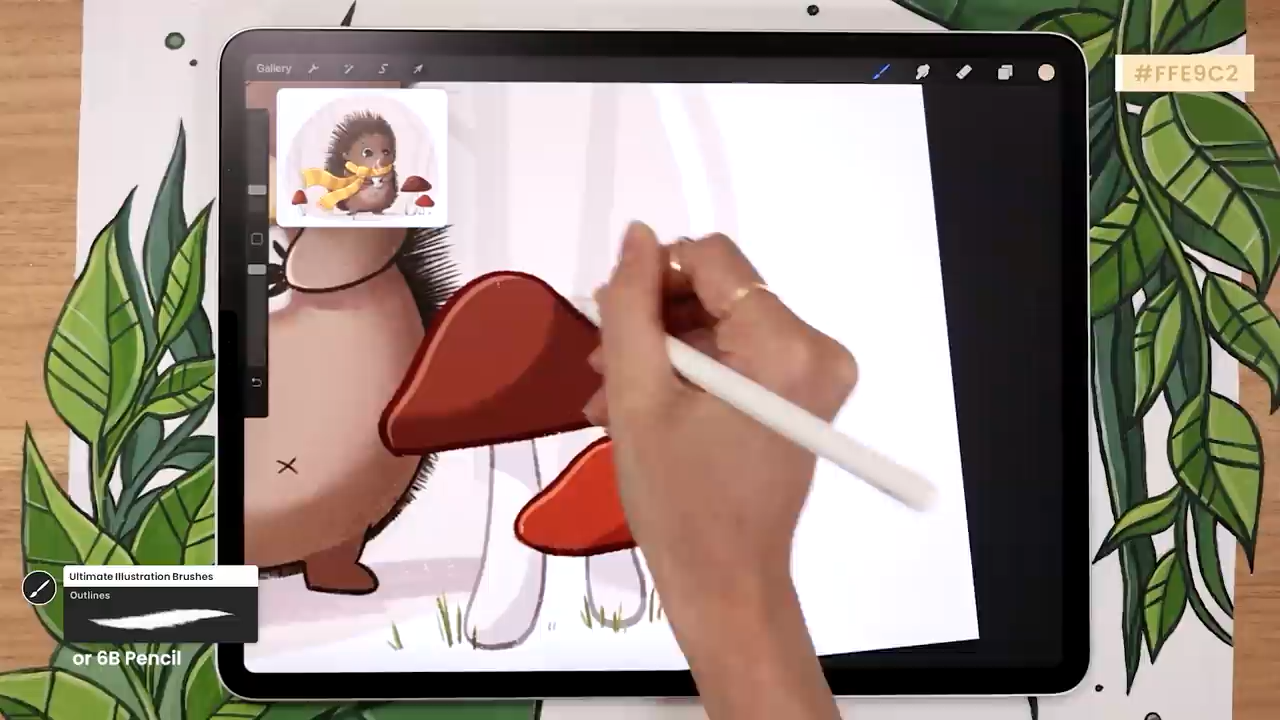 Gallery
#FFE9C2
Ultimate Illustration Brushes
Outlines
or 6B Pencil